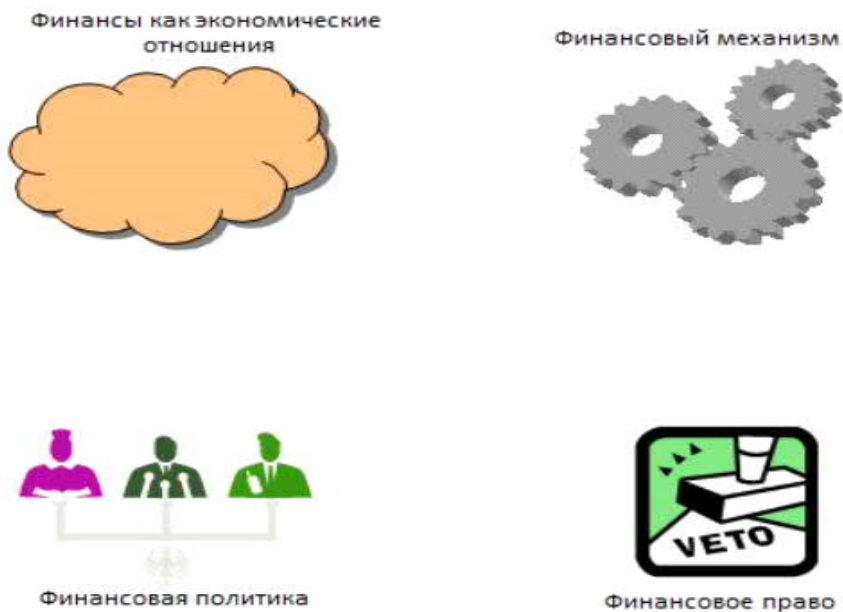 Финансы как экономические
отношения
Финансовый механизм
VETO
Финансовая политика
Финансовое право